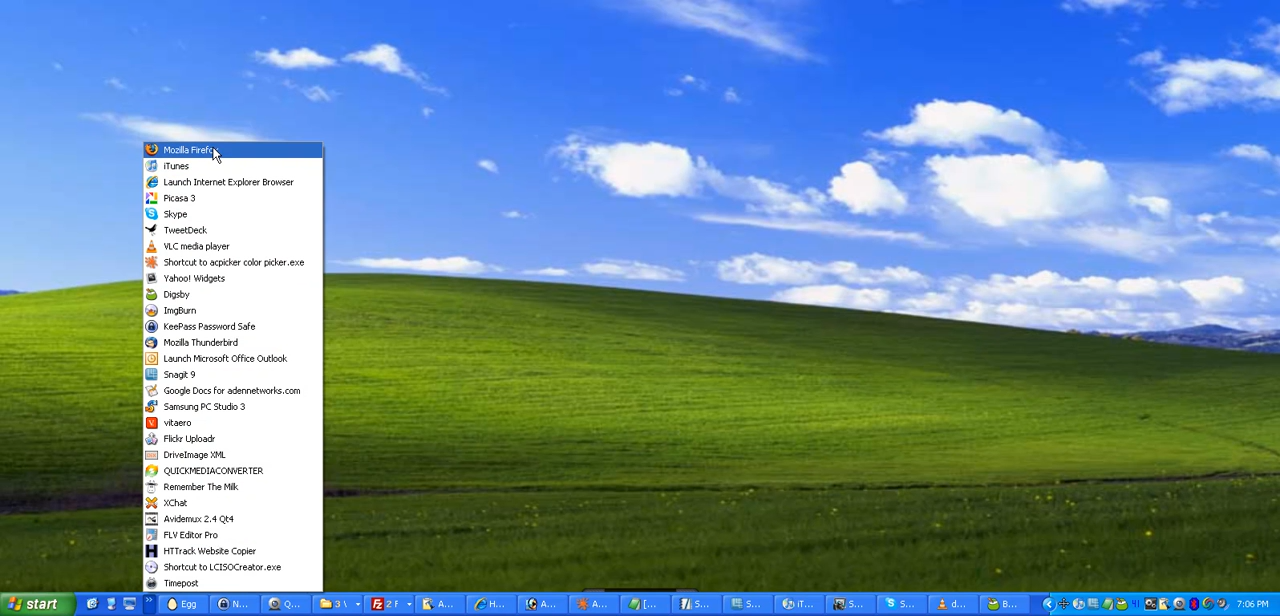 Mozilla Firefox
iTunes
Launch Internet Explorer Browser
Picasa 3
Skype
TweetDeck
VLC media player
Shortcut to acpicker color picker.exe
Yahoo! Widgets
Digsby
ImgBurn
KeePass Password Safe
Mozilla Thunderbird
Launch Microsoft Office Outlook
Snagit 9
Google Docs for adennetworks.com
Samsung PC Studio 3
vitaero
Flickr Uploadr
DriveImage XML
QUICKMEDIACONVERTER
Remember The Milk
XChat
Avidemux 2.4 Qt4
FLV Editor Pro
HTTrack Website Copier
Shortcut to LCISOCreator.exe
Timepost
start » Egg N... Q... 3 \ 2 F A... H... A... A... [... S... S... iT... S... S... d... B... 7:06 PM